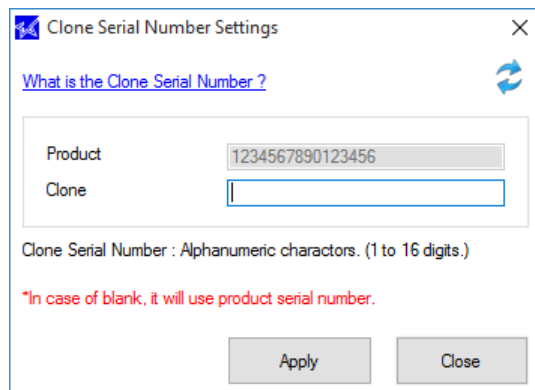 Clone Serial Number Settings
What is the Clone Serial Number ?
Product
1234567890123456
Clone
Clone Serial Number : Alphanumeric charactors. (1 to 16 digits.)
*In case of blank, it will use product serial number.
Apply
Close